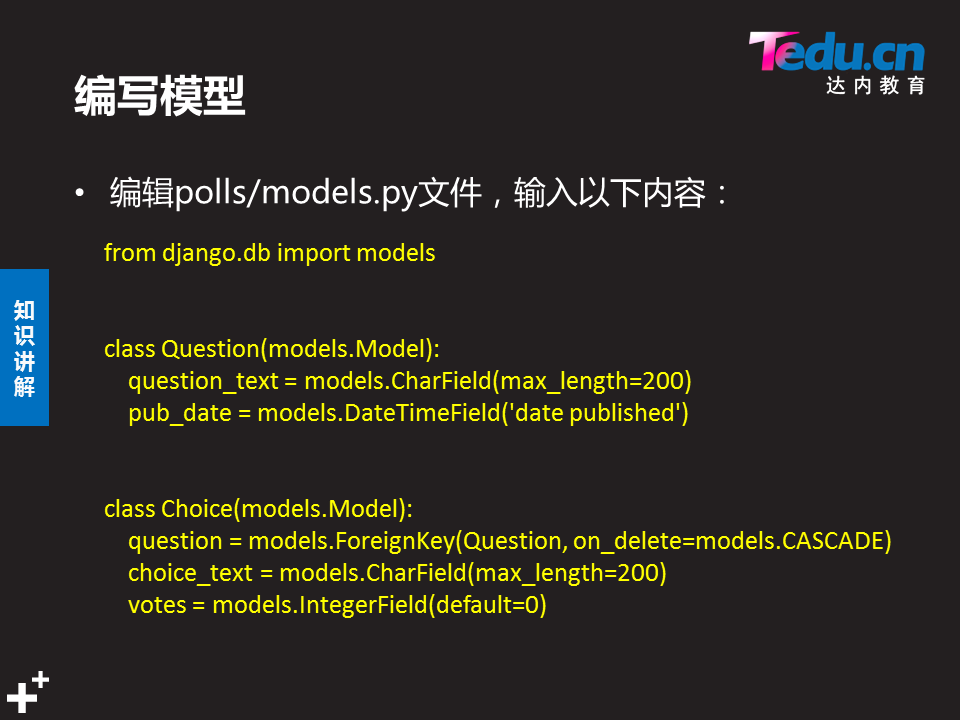 Tedu.cn
达内教育
编写模型
• 编辑polls/models.py文件，输入以下内容：
from django.db import models
class Question(models.Model):
    question_text = models.CharField(max_length=200)
    pub_date = models.DateTimeField('date published')
class Choice(models.Model):
    question = models.ForeignKey(Question, on_delete=models.CASCADE)
    choice_text = models.CharField(max_length=200)
    votes = models.IntegerField(default=0)
知识讲解